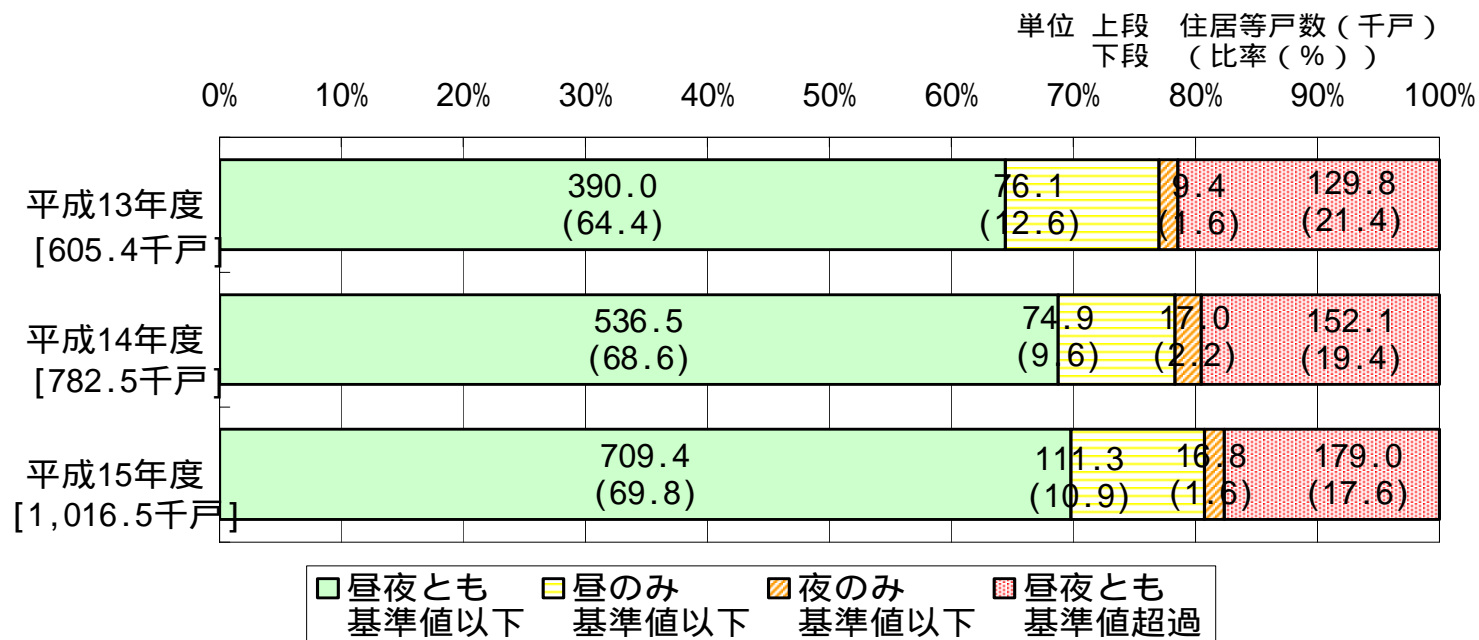 単位 上段 住居等戸数（千戸）
下段 （比率（％））
0% 10% 20% 30% 40% 50% 60% 70% 80% 90% 100%
平成13年度
[605.4千戸]
390.0 76.1 9.4 129.8
(64.4) (12.6) (1.6) (21.4)
平成14年度
[782.5千戸]
536.5 74.9 17.0 152.1
(68.6) (9.6) (2.2) (19.4)
平成15年度
[1,016.5千戸]
709.4 111.3 16.8 179.0
(69.8) (10.9) (1.6) (17.6)
昼夜とも 昼のみ 夜のみ 昼夜とも
基準値以下 基準値以下 基準値以下 基準値超過